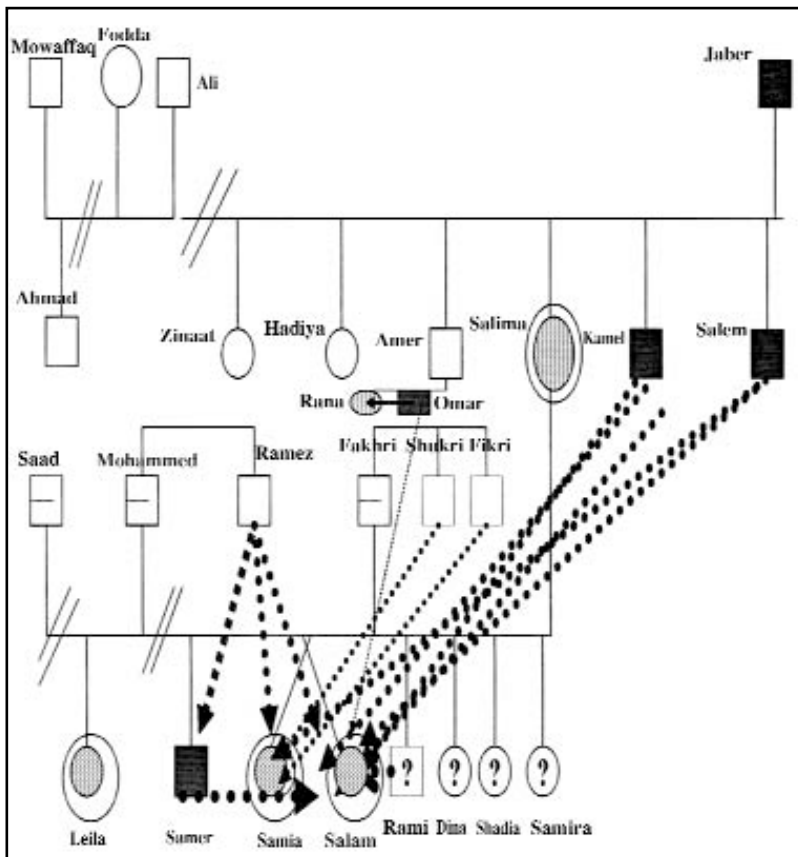 Mowaffaq Fodda
Ali
Jaber
Ahmad
Zinaat Hadiya Amer Salima Kamel Salem
Rana Omar
Saad Mohammed Ramez Fakhri Shukri Fikri
? ? ? ?
Leila Samer Samia Salam Rami Dina Shadia Samira